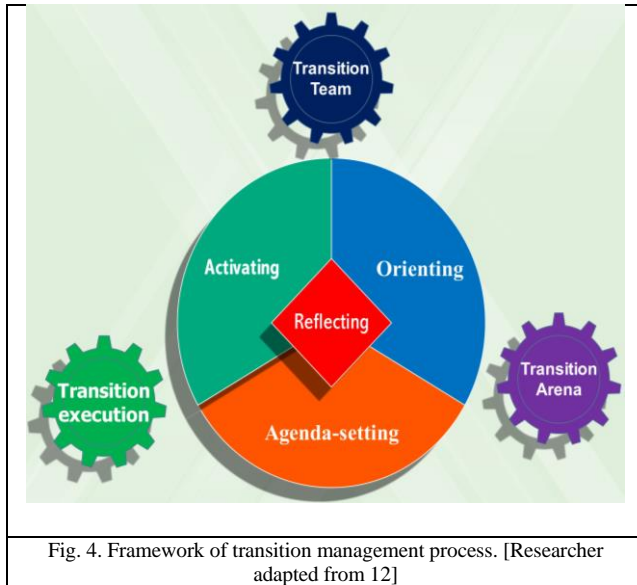 Transition
Team
Activating
Orienting
Reflecting
Transition
execution
Transition
Arena
Agenda-setting
Fig. 4. Framework of transition management process. [Researcher
adapted from 12]